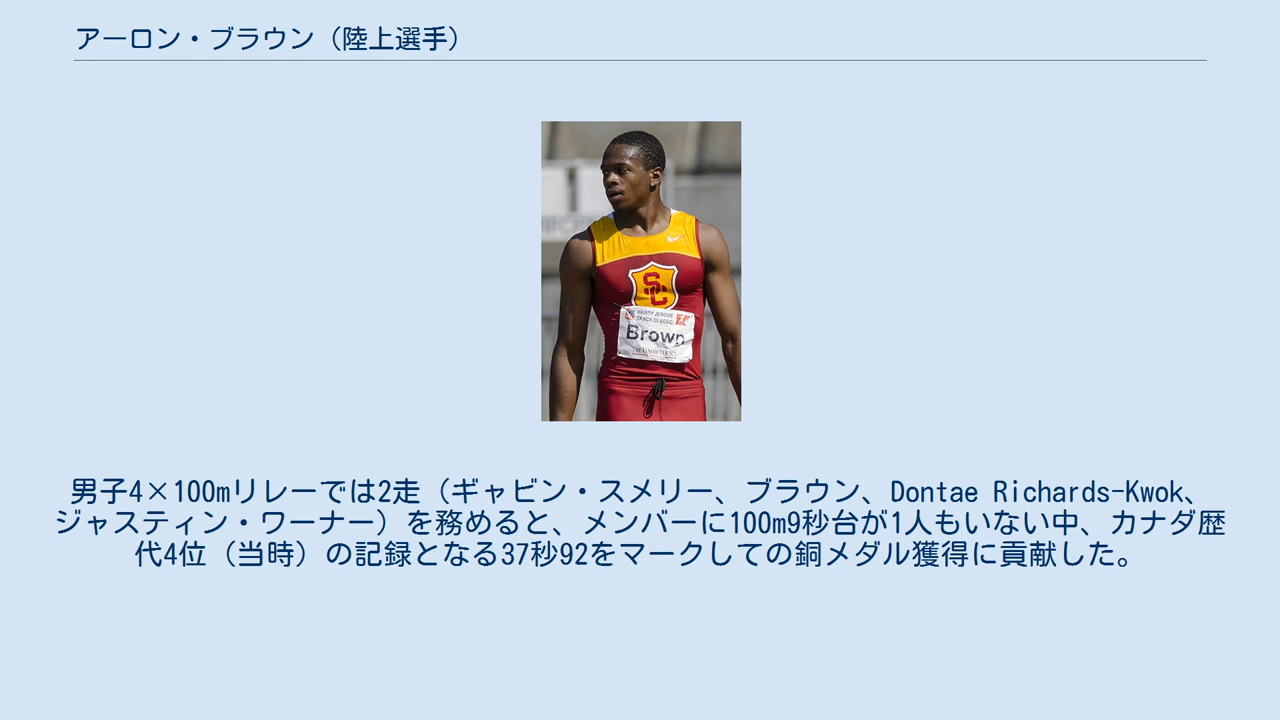 アーロン・ブラウン（陸上選手）
SC
HARRY JEROME
TRACK CLASSIC
Brown
男子4×100mリレーでは2走（ギャビン・スメリー、ブラウン、Dontae Richards-Kwok、
ジャスティン・ワーナー）を務めると、メンバーに100m9秒台が1人もいない中、カナダ歴
代4位（当時）の記録となる37秒92をマークしての銅メダル獲得に貢献した。